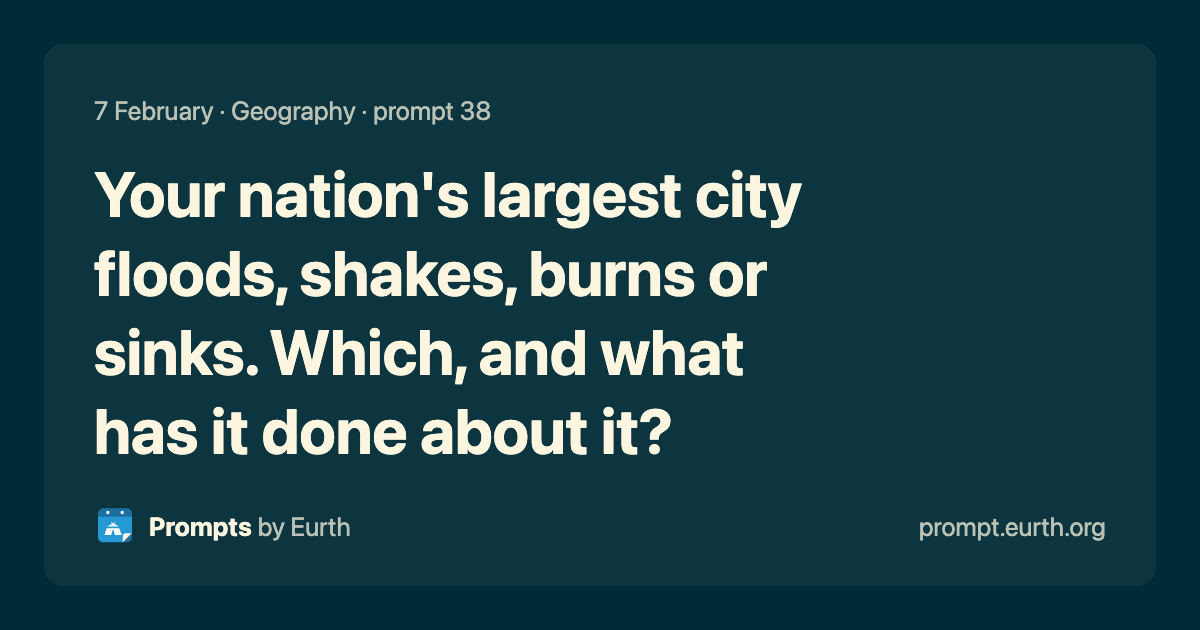 7 February · Geography · prompt 38
Your nation's largest city
floods, shakes, burns or
sinks. Which, and what
has it done about it?
Prompts by Eurth
prompt.eurth.org